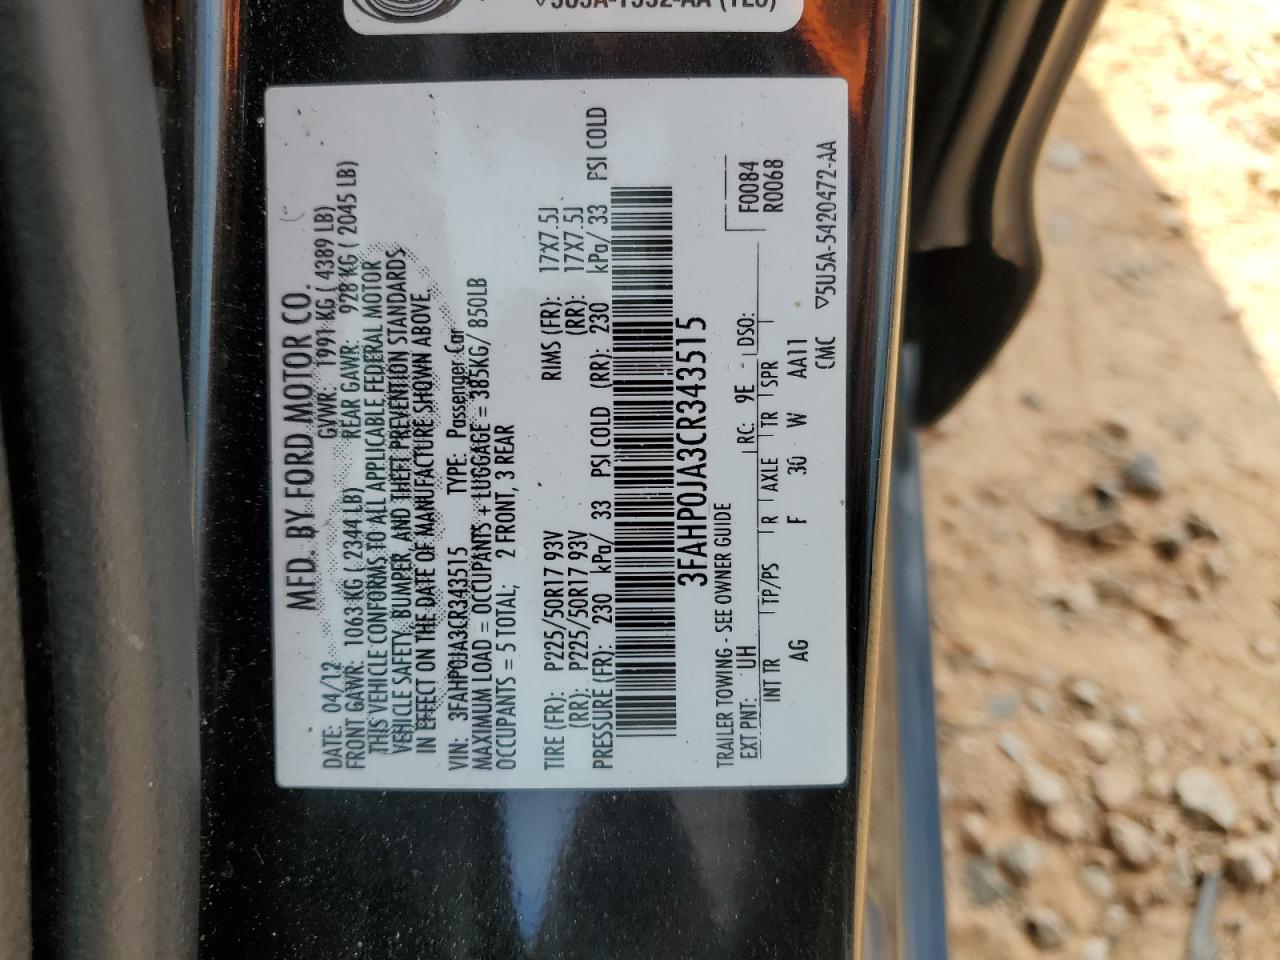 ▽5U5A-1532-AA (TEG)
MFD. BY FORD MOTOR CO.
DATE: 04/12 GVWR: 1991 KG ( 4389 LB)
FRONT GAWR: 1063 KG ( 2344 LB) REAR GAWR: 928 KG ( 2045 LB)
THIS VEHICLE CONFORMS TO ALL APPLICABLE FEDERAL MOTOR
VEHICLE SAFETY, BUMPER, AND THEFT PREVENTION STANDARDS
IN EFFECT ON THE DATE OF MANUFACTURE SHOWN ABOVE.
VIN: 3FAHP0JA3CR343515 TYPE: Passenger Car
MAXIMUM LOAD = OCCUPANTS + LUGGAGE = 385KG/ 850LB
OCCUPANTS = 5 TOTAL; 2 FRONT, 3 REAR
TIRE (FR): P225/50R17 93V RIMS (FR): 17X7.5J
(RR): P225/50R17 93V (RR): 17X7.5J
PRESSURE (FR): 230 kPa/ 33 PSI COLD (RR): 230 kPa/ 33 PSI COLD
3FAHP0JA3CR343515
TRAILER TOWING - SEE OWNER GUIDE F0084
EXT PNT: UH RC: 9E DSO: R0068
INT TR TP/PS R AXLE TR SPR
AG F 30 W AA11
CMC ▽5U5A-5420472-AA